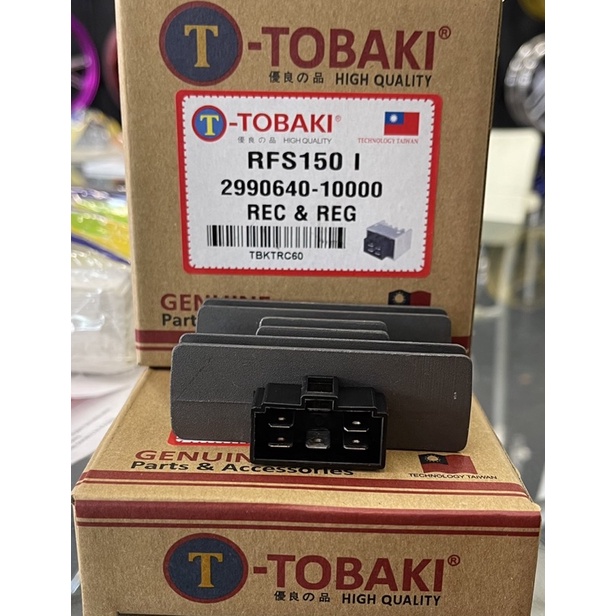 T-TOBAKI®
優良の品 HIGH QUALITY
T-TOBAKI®
優良の品 HIGH QUALITY
TECHNOLOGY TAIWAN
RFS150 I
2990640-10000
REC & REG
TBKTRC60
GENUINE
Parts &
GENUINE
Parts & Accessories
TECHNOLOGY TAIWAN
T-TOBAKI®
優良の品 HIGH QUALITY